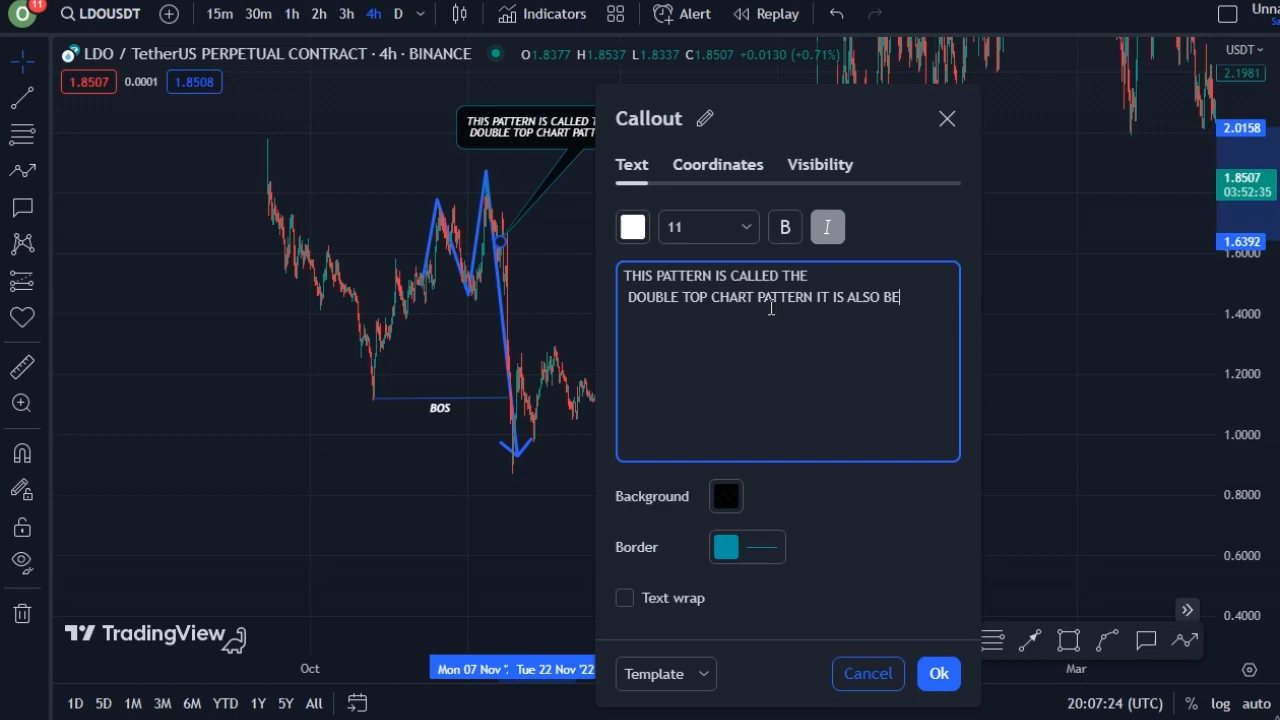 11
LDOUSDT
15m 30m 1h 2h 3h 4h D
Indicators
Alert
Replay
LDO / TetherUS PERPETUAL CONTRACT · 4h · BINANCE
O1.8377 H1.8537 L1.8337 C1.8507 +0.0130 (+0.71%)
USDT
1.8507 0.0001 1.8508
2.1981
2.0158
1.8507
03:52:35
1.6392
1.6000
1.4000
1.2000
1.0000
0.8000
0.6000
0.4000
THIS PATTERN IS CALLED
DOUBLE TOP CHART
BOS
Callout
Text Coordinates Visibility
11
B I
THIS PATTERN IS CALLED THE
DOUBLE TOP CHART PATTERN IT IS ALSO BE
Background
Border
Text wrap
Template
Cancel
Ok
TradingView
Oct
Mon 07 Nov '
Tue 22 Nov '22
Mar
1D 5D 1M 3M 6M YTD 1Y 5Y All
20:07:24 (UTC)
% log auto